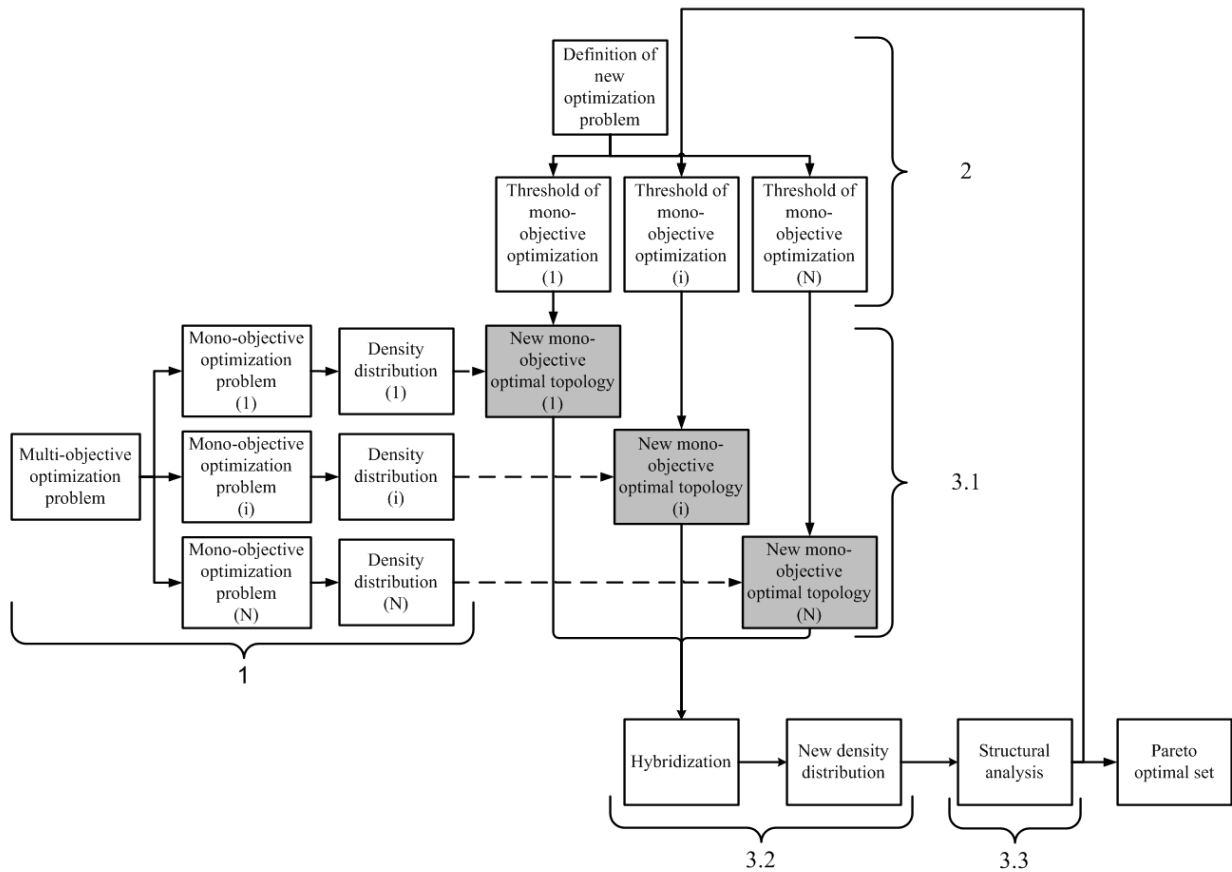 Definition of
new
optimization
problem
2
Threshold of
mono-
objective
optimization
(1)
Threshold of
mono-
objective
optimization
(i)
Threshold of
mono-
objective
optimization
(N)
Mono-objective
optimization
problem
(1)
Density
distribution
(1)
New mono-
objective
optimal topology
(1)
Multi-objective
optimization
problem
Mono-objective
optimization
problem
(i)
Density
distribution
(i)
New mono-
objective
optimal topology
(i)
3.1
Mono-objective
optimization
problem
(N)
Density
distribution
(N)
New mono-
objective
optimal topology
(N)
1
Hybridization
New density
distribution
Structural
analysis
Pareto
optimal set
3.2
3.3